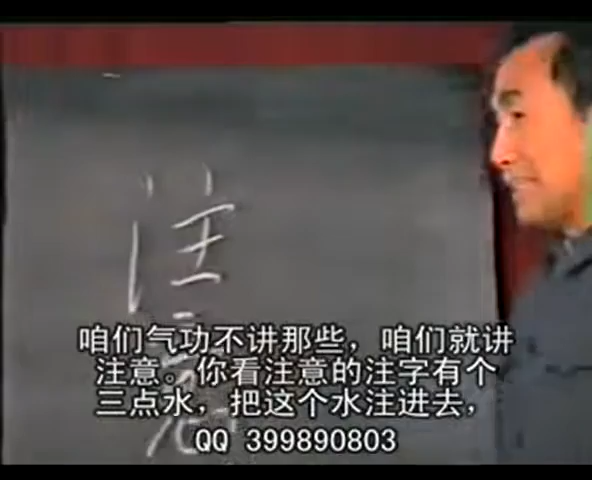 注
意
咱们气功不讲那些，咱们就讲
注意。你看注意的注字有个
三点水，把这个水注进去，
QQ 399890803